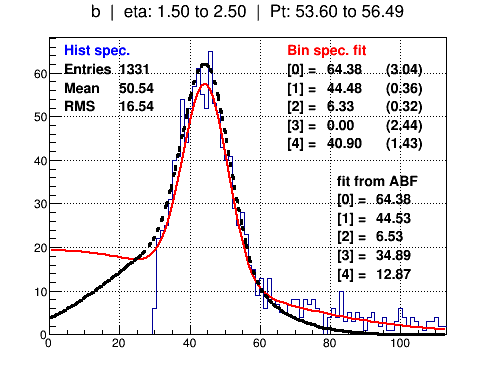 b | eta: 1.50 to 2.50 | Pt: 53.60 to 56.49
Hist spec.
Entries 1331
Mean 50.54
RMS 16.54
Bin spec. fit
[0] = 64.38 (3.04)
[1] = 44.48 (0.36)
[2] = 6.33 (0.32)
[3] = 0.00 (2.44)
[4] = 40.90 (1.43)
fit from ABF
[0] = 64.38
[1] = 44.53
[2] = 6.53
[3] = 34.89
[4] = 12.87
60
50
40
30
20
10
0
0 20 40 60 80 100